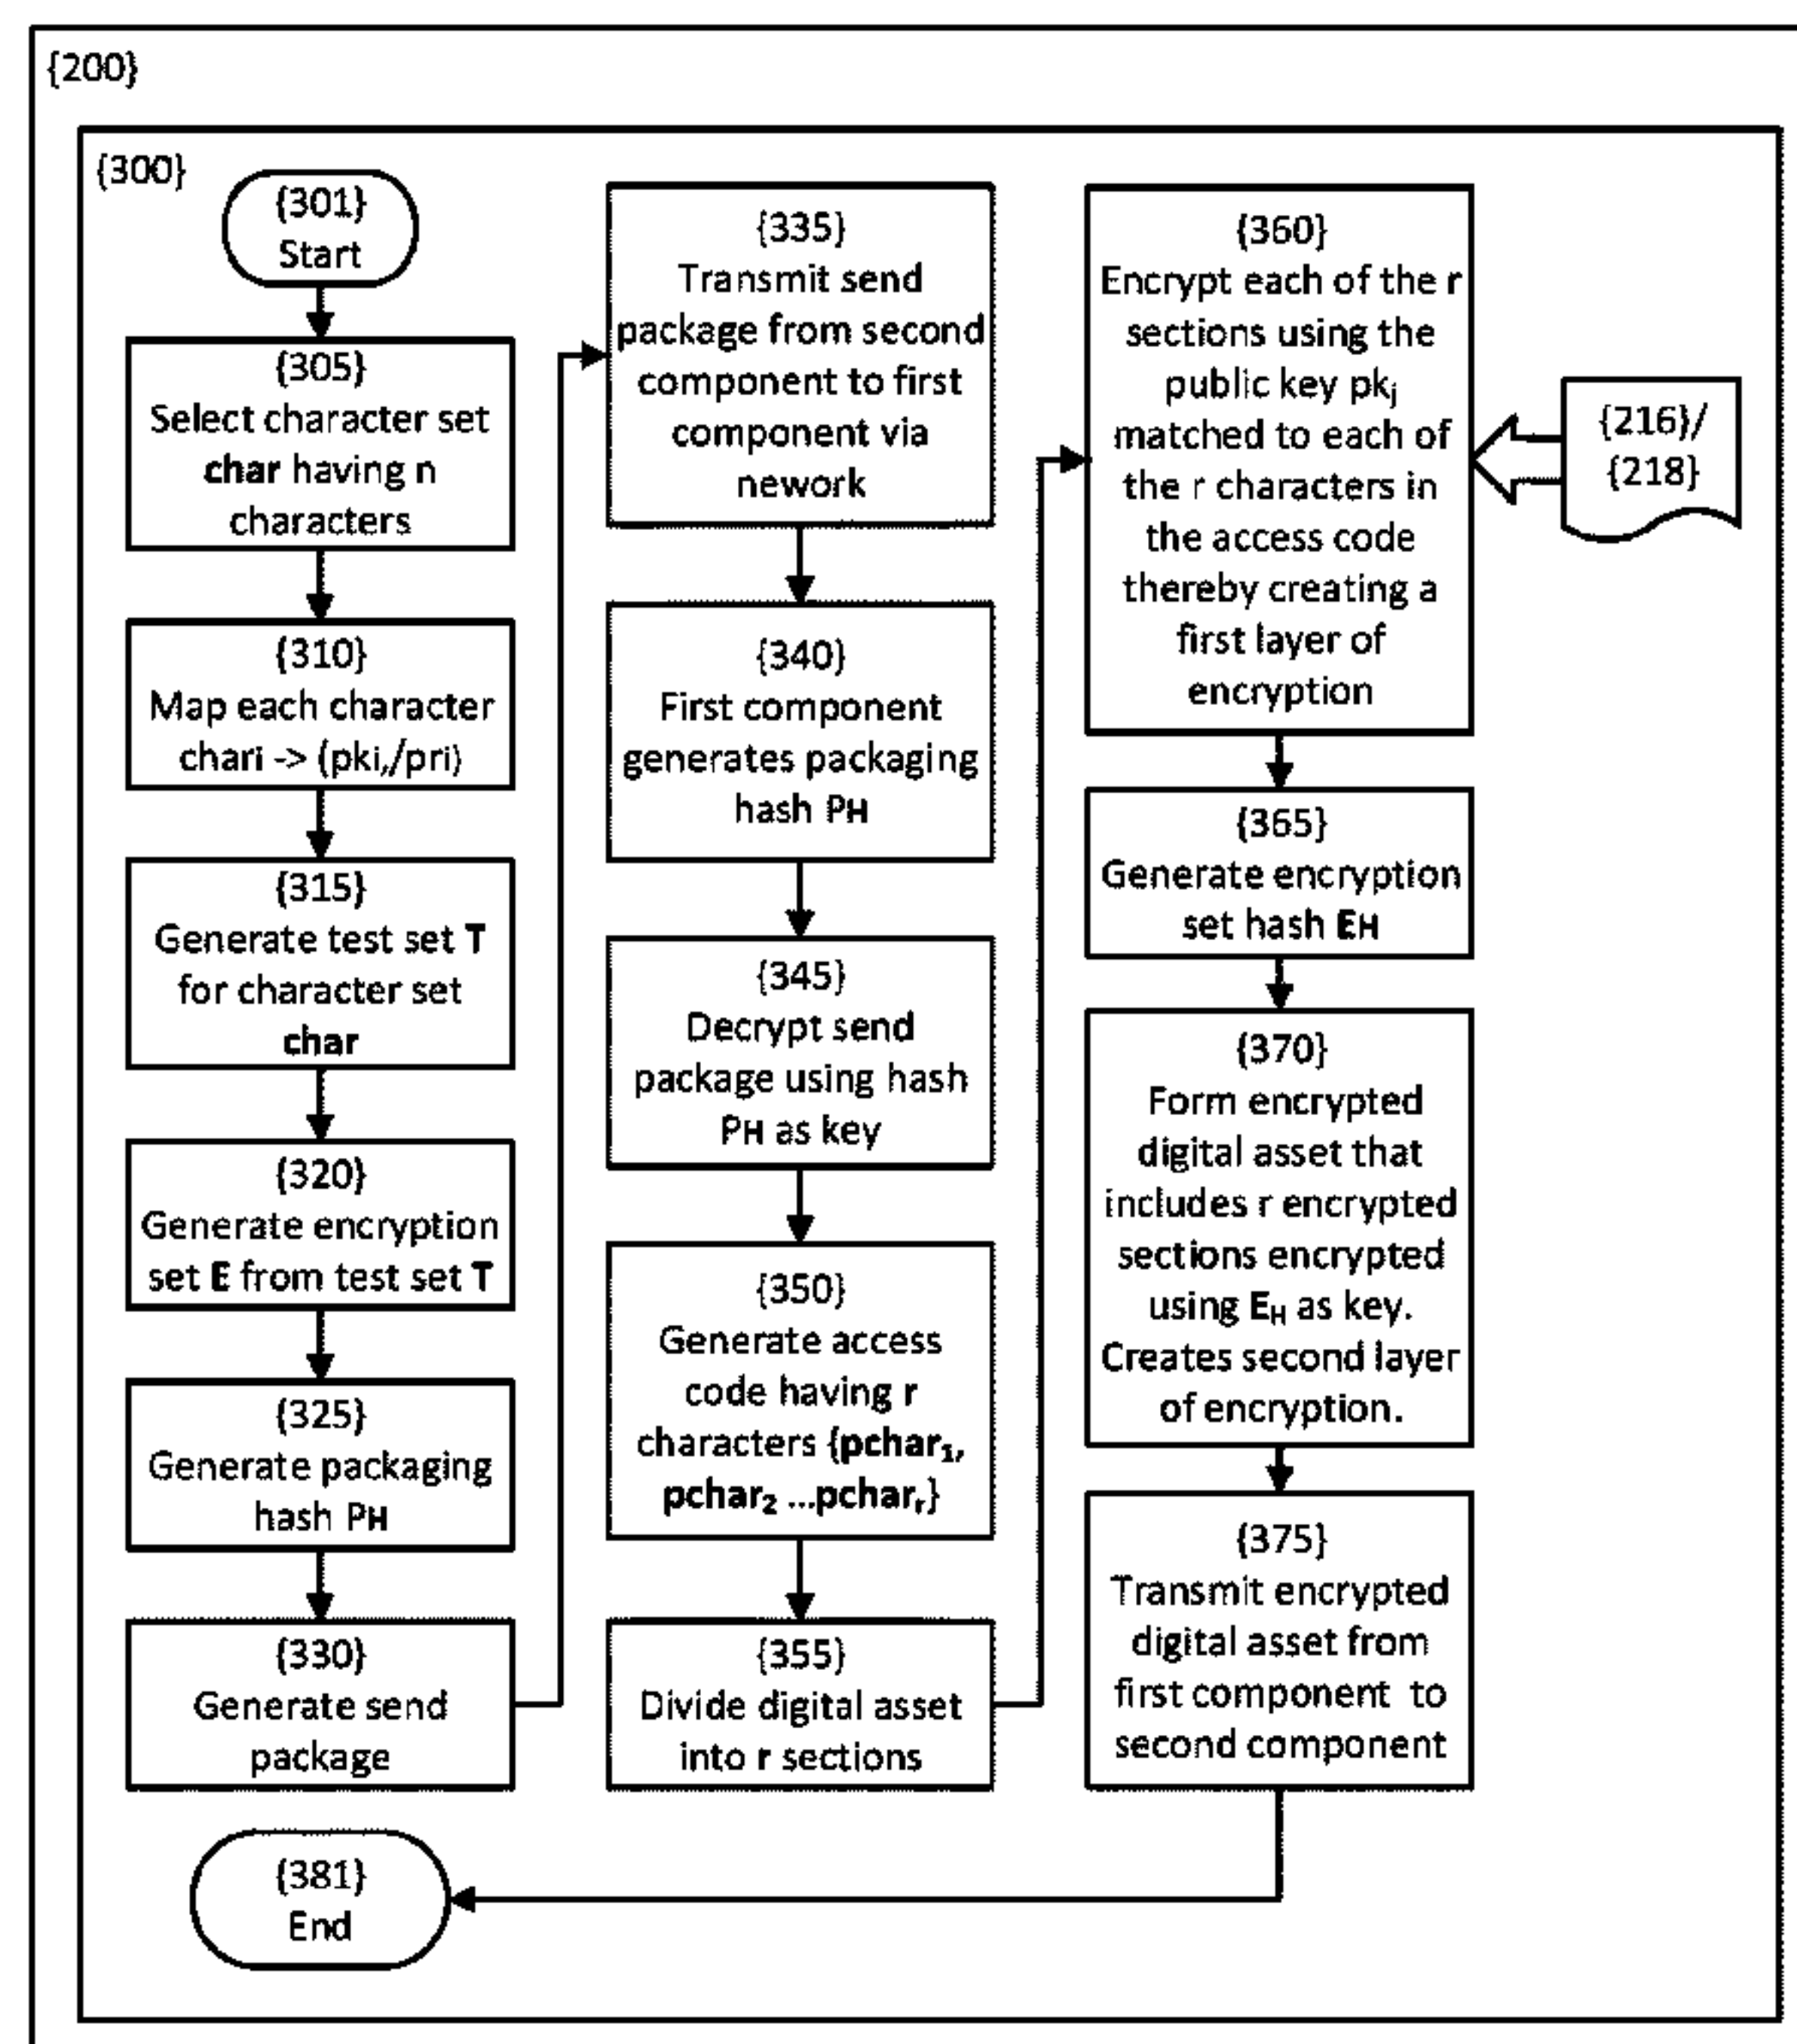 {200}
{300}
{301}
Start
{305}
Select character set
char having n
characters
{310}
Map each character
chari -> (pki,/pri)
{315}
Generate test set T
for character set
char
{320}
Generate encryption
set E from test set T
{325}
Generate packaging
hash PH
{330}
Generate send
package
{335}
Transmit send
package from second
component to first
component via
nework
{340}
First component
generates packaging
hash PH
{345}
Decrypt send
package using hash
PH as key
{350}
Generate access
code having r
characters {pchar₁,
pchar₂ ...pcharᵣ}
{355}
Divide digital asset
into r sections
{360}
Encrypt each of the r
sections using the
public key pkⱼ
matched to each of
the r characters in
the access code
thereby creating a
first layer of
encryption
{216}/
{218}
{365}
Generate encryption
set hash EH
{370}
Form encrypted
digital asset that
includes r encrypted
sections encrypted
using EH as key.
Creates second layer
of encryption.
{375}
Transmit encrypted
digital asset from
first component to
second component
{381}
End